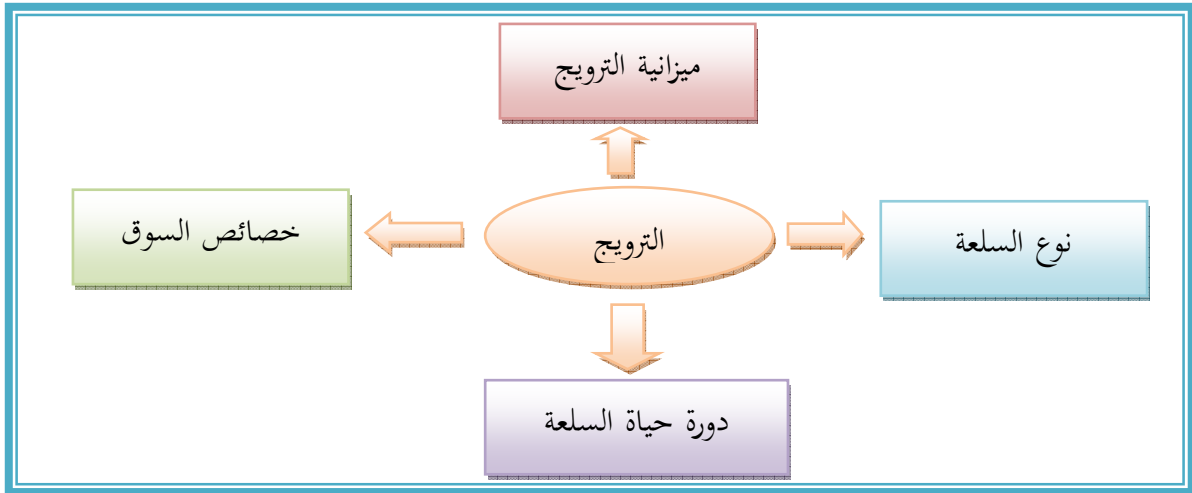 ميزانية الترويج
نوع السلعة
الترويج
خصائص السوق
دورة حياة السلعة